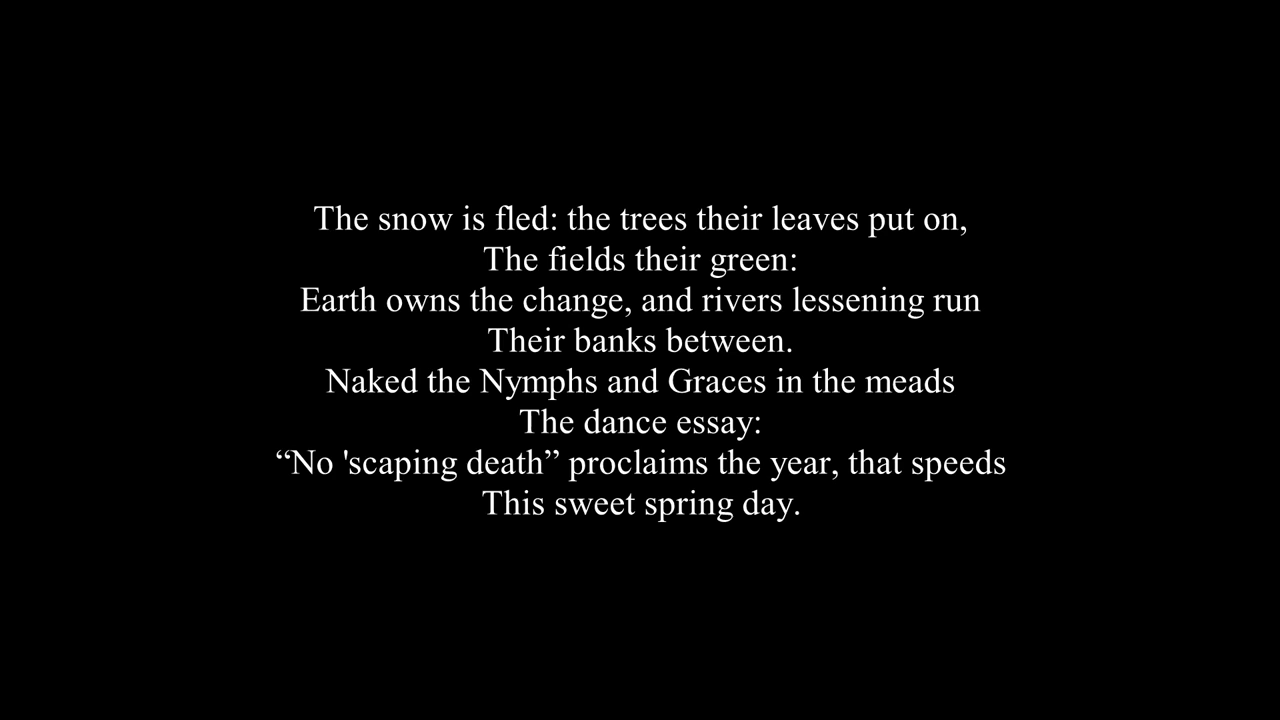 The snow is fled: the trees their leaves put on,
The fields their green:
Earth owns the change, and rivers lessening run
Their banks between.
Naked the Nymphs and Graces in the meads
The dance essay:
“No 'scaping death” proclaims the year, that speeds
This sweet spring day.